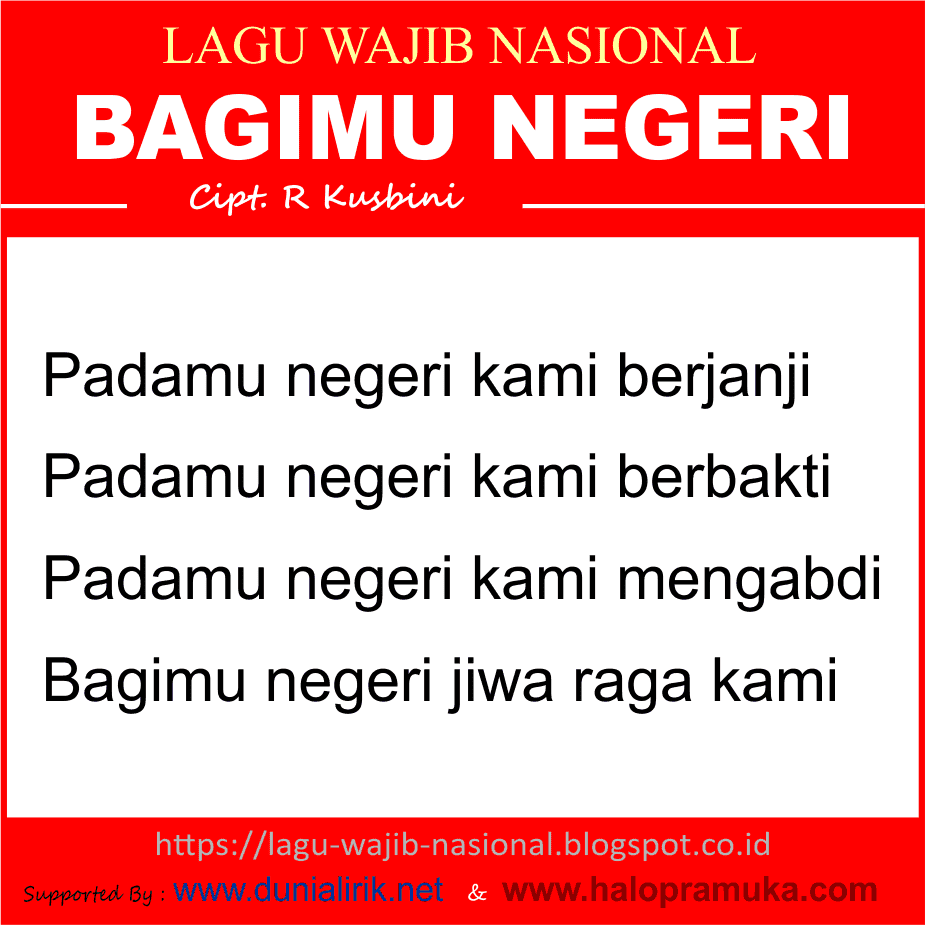 LAGU WAJIB NASIONAL
BAGIMU NEGERI
Cipt. R Kusbini
Padamu negeri kami berjanji
Padamu negeri kami berbakti
Padamu negeri kami mengabdi
Bagimu negeri jiwa raga kami
https://lagu-wajib-nasional.blogspot.co.id
Supported By : www.dunialirik.net & www.halopramuka.com